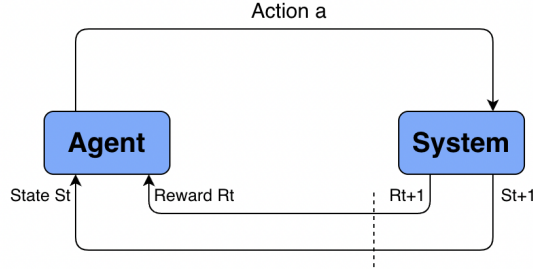 Action a
Agent
System
State St
Reward Rt
Rt+1
St+1